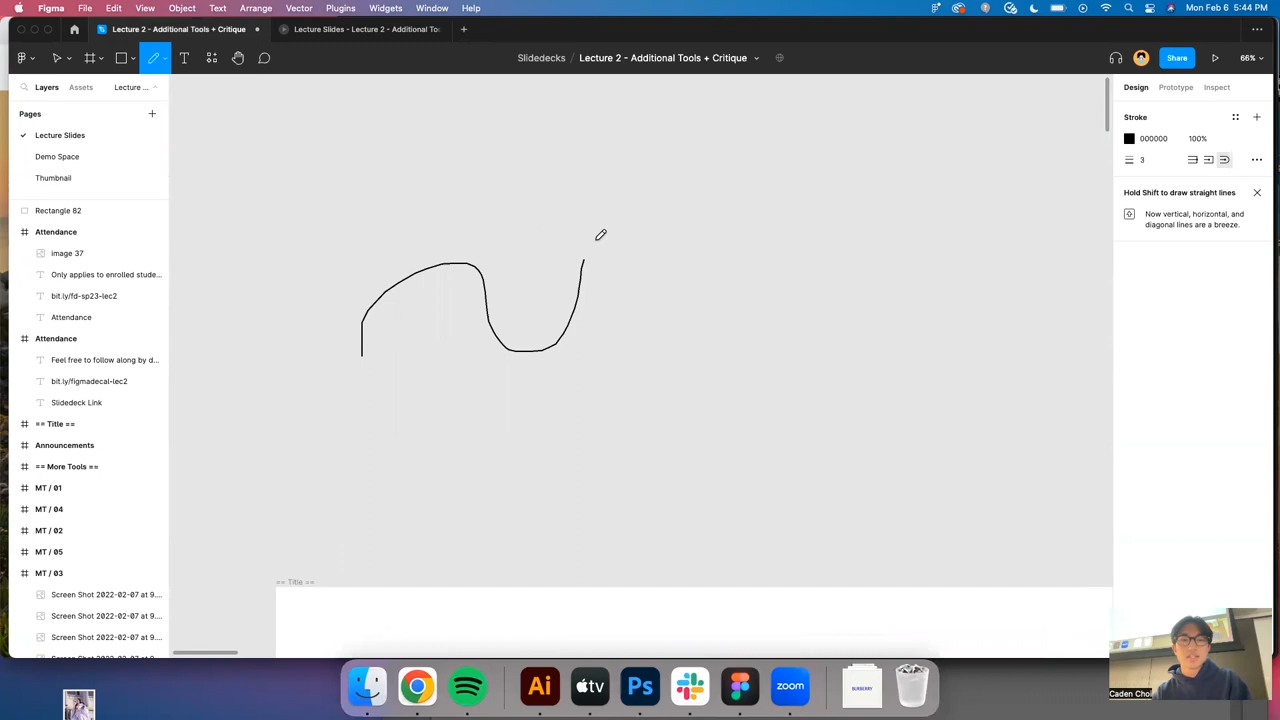 Figma File Edit View Object Text Arrange Vector Plugins Widgets Window Help Mon Feb 6 5:44 PM
Lecture 2 - Additional Tools + Critique
Lecture Slides - Lecture 2 - Additional To
Slidedecks / Lecture 2 - Additional Tools + Critique
Share
66%
Layers Assets Lecture ...
Pages
Lecture Slides
Demo Space
Thumbnail
Rectangle 82
Attendance
image 37
Only applies to enrolled stude...
bit.ly/fd-sp23-lec2
Attendance
Attendance
Feel free to follow along by d...
bit.ly/figmadecal-lec2
Slidedeck Link
== Title ==
Announcements
== More Tools ==
MT / 01
MT / 04
MT / 02
MT / 05
MT / 03
Screen Shot 2022-02-07 at 9....
Screen Shot 2022-02-07 at 9....
Screen Shot 2022-02-07 at 9....
== Title ==
Design Prototype Inspect
Stroke
000000 100%
3
Hold Shift to draw straight lines
Now vertical, horizontal, and
diagonal lines are a breeze.
Caden Choi
Ai
tv
Ps
BURBERRY
zoom